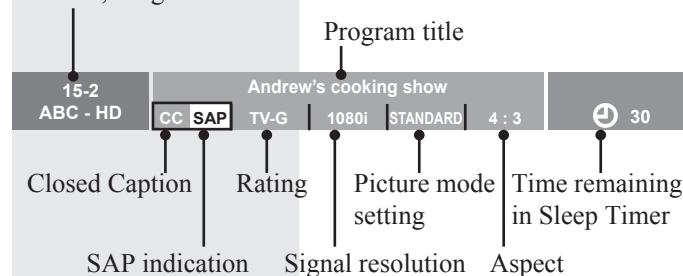 Program title
15-2
ABC - HD
Andrew's cooking show
CC SAP TV-G 1080i STANDARD 4 : 3
30
Closed Caption Rating Picture mode setting Time remaining in Sleep Timer
SAP indication Signal resolution Aspect